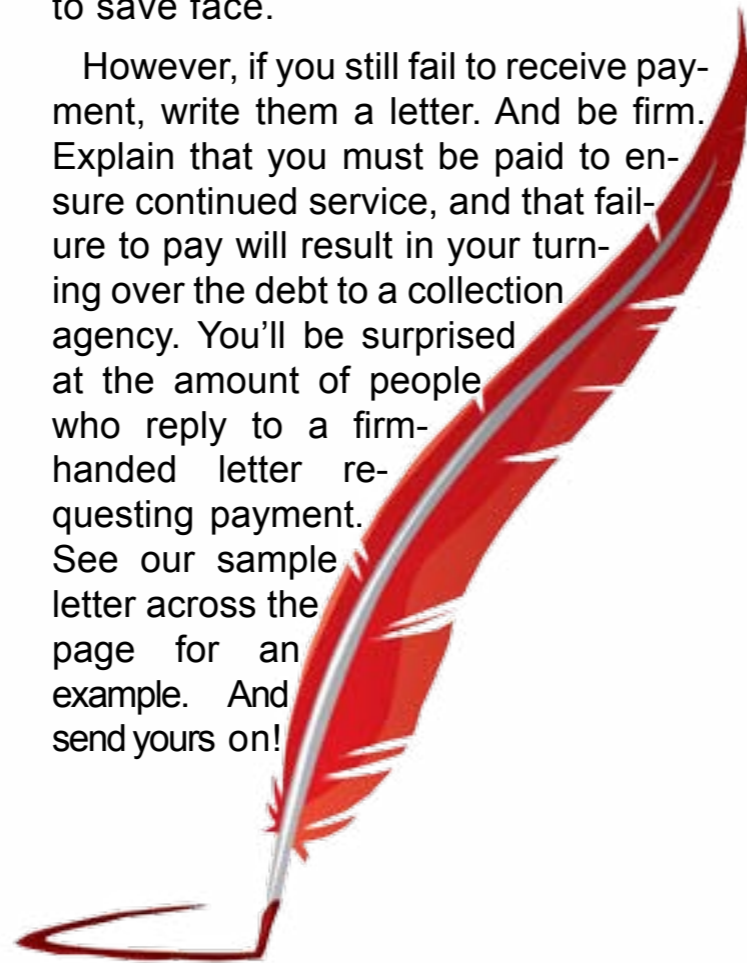 to save face.
However, if you still fail to receive pay-
ment, write them a letter. And be firm.
Explain that you must be paid to en-
sure continued service, and that fail-
ure to pay will result in your turn-
ing over the debt to a collection
agency. You’ll be surprised
at the amount of people
who reply to a firm-
handed letter re-
questing payment.
See our sample
letter across the
page for an
example. And
send yours on!